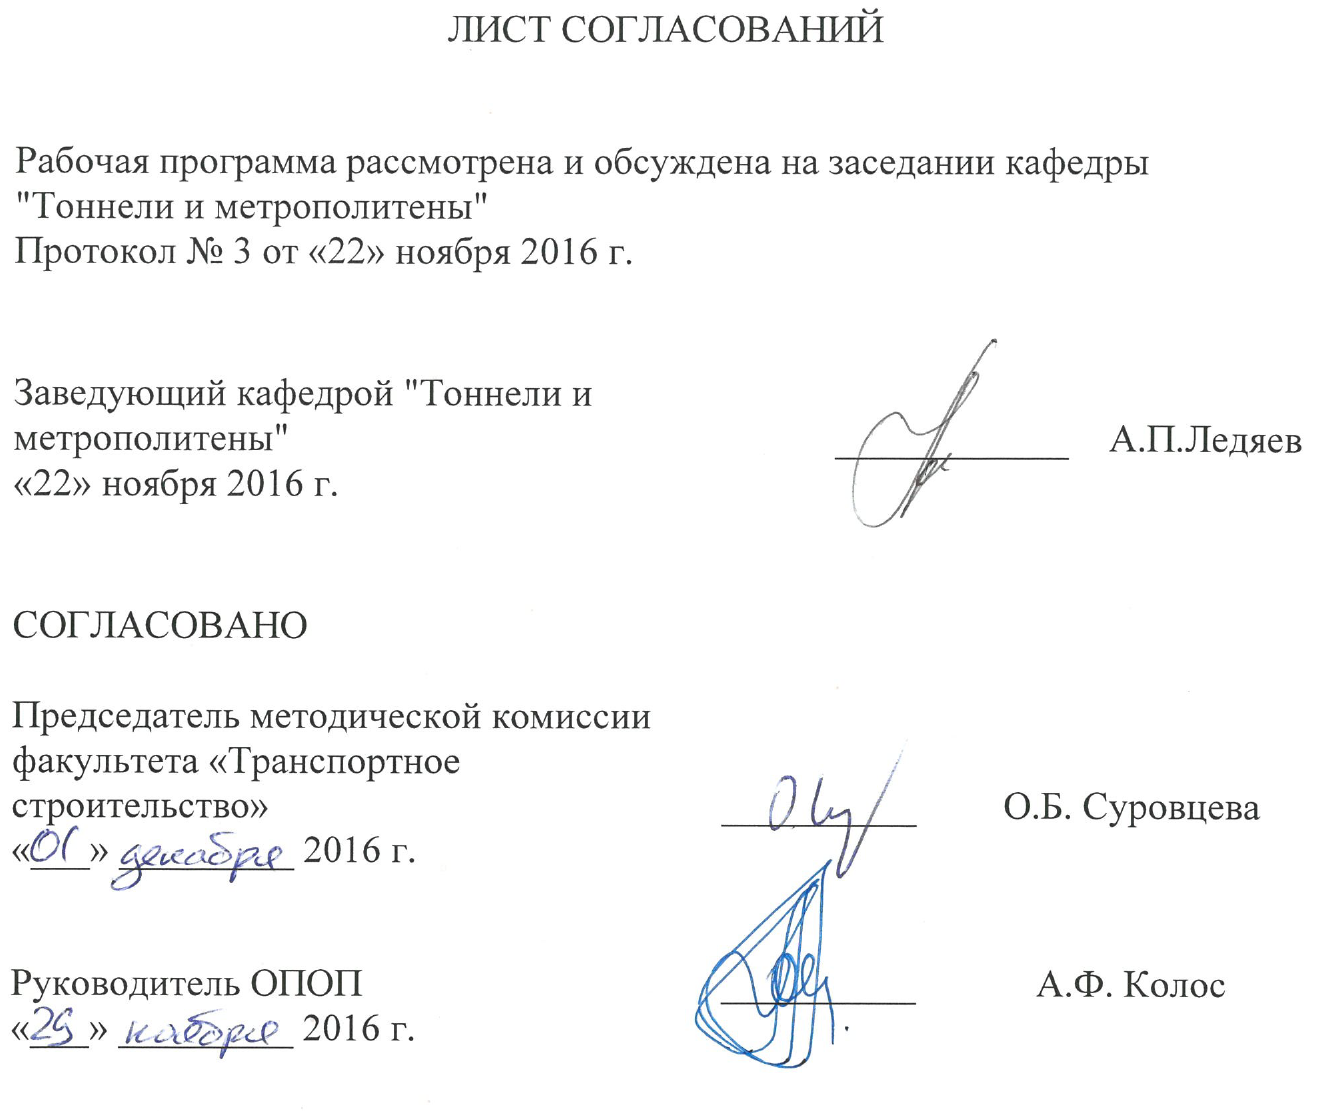 ЛИСТ СОГЛАСОВАНИЙ
Рабочая программа рассмотрена и обсуждена на заседании кафедры
"Тоннели и метрополитены"
Протокол № 3 от «22» ноября 2016 г.
Заведующий кафедрой "Тоннели и
метрополитены"
А.П.Ледяев
«22» ноября 2016 г.
СОГЛАСОВАНО
Председатель методической комиссии
факультета «Транспортное
строительство»
О.Б. Суровцева
«01» декабря 2016 г.
Руководитель ОПОП
А.Ф. Колос
«29» ноября 2016 г.